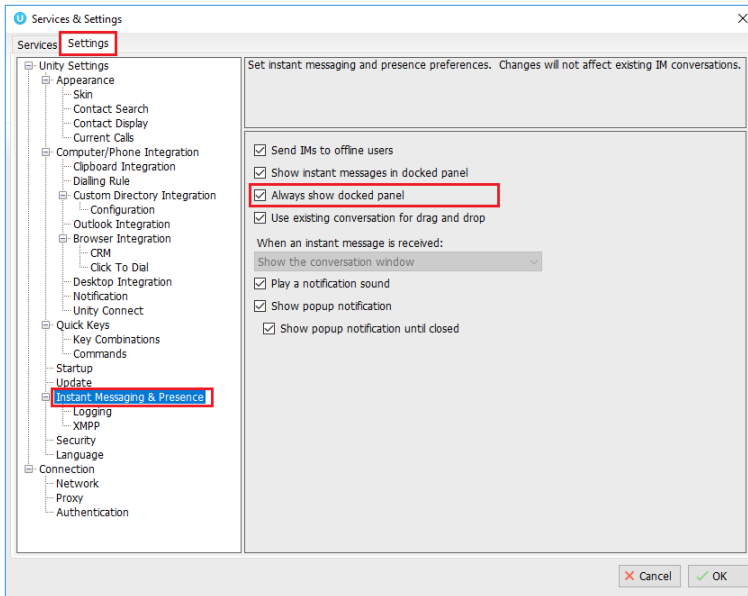 Services & Settings
Services
Settings
Unity Settings
Appearance
Skin
Contact Search
Contact Display
Current Calls
Computer/Phone Integration
Clipboard Integration
Dialling Rule
Custom Directory Integration
Configuration
Outlook Integration
Browser Integration
CRM
Click To Dial
Desktop Integration
Notification
Unity Connect
Quick Keys
Key Combinations
Commands
Startup
Update
Instant Messaging & Presence
Logging
XMPP
Security
Language
Connection
Network
Proxy
Authentication
Set instant messaging and presence preferences. Changes will not affect existing IM conversations.
Send IMs to offline users
Show instant messages in docked panel
Always show docked panel
Use existing conversation for drag and drop
When an instant message is received:
Show the conversation window
Play a notification sound
Show popup notification
Show popup notification until closed
Cancel
OK